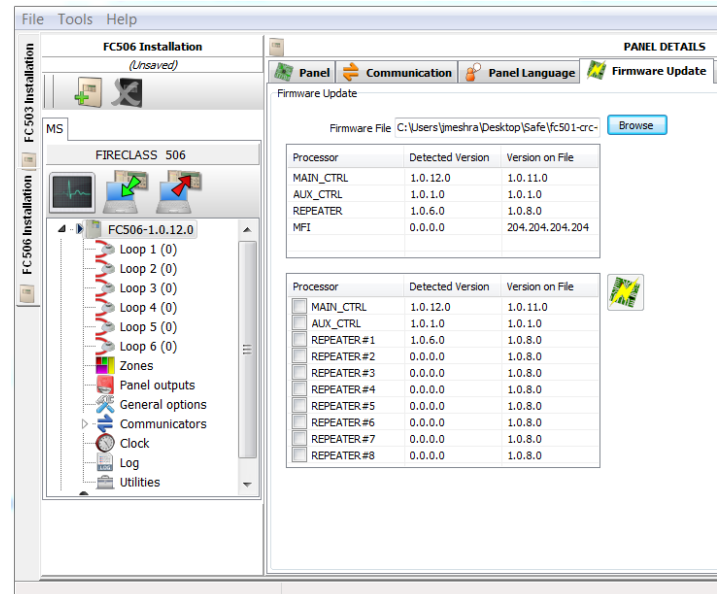 File Tools Help
FC503 Installation
FC506 Installation
FC506 Installation
(Unsaved)
MS
FIRECLASS 506
FC506-1.0.12.0
Loop 1 (0)
Loop 2 (0)
Loop 3 (0)
Loop 4 (0)
Loop 5 (0)
Loop 6 (0)
Zones
Panel outputs
General options
Communicators
Clock
Log
Utilities
PANEL DETAILS
Panel Communication Panel Language Firmware Update
Firmware Update
Firmware File C:\Users\jmeshra\Desktop\Safe\fc501-crc- Browse
Processor Detected Version Version on File
MAIN_CTRL 1.0.12.0 1.0.11.0
AUX_CTRL 1.0.1.0 1.0.1.0
REPEATER 1.0.6.0 1.0.8.0
MFI 0.0.0.0 204.204.204.204
Processor Detected Version Version on File
MAIN_CTRL 1.0.12.0 1.0.11.0
AUX_CTRL 1.0.1.0 1.0.1.0
REPEATER#1 1.0.6.0 1.0.8.0
REPEATER#2 0.0.0.0 1.0.8.0
REPEATER#3 0.0.0.0 1.0.8.0
REPEATER#4 0.0.0.0 1.0.8.0
REPEATER#5 0.0.0.0 1.0.8.0
REPEATER#6 0.0.0.0 1.0.8.0
REPEATER#7 0.0.0.0 1.0.8.0
REPEATER#8 0.0.0.0 1.0.8.0